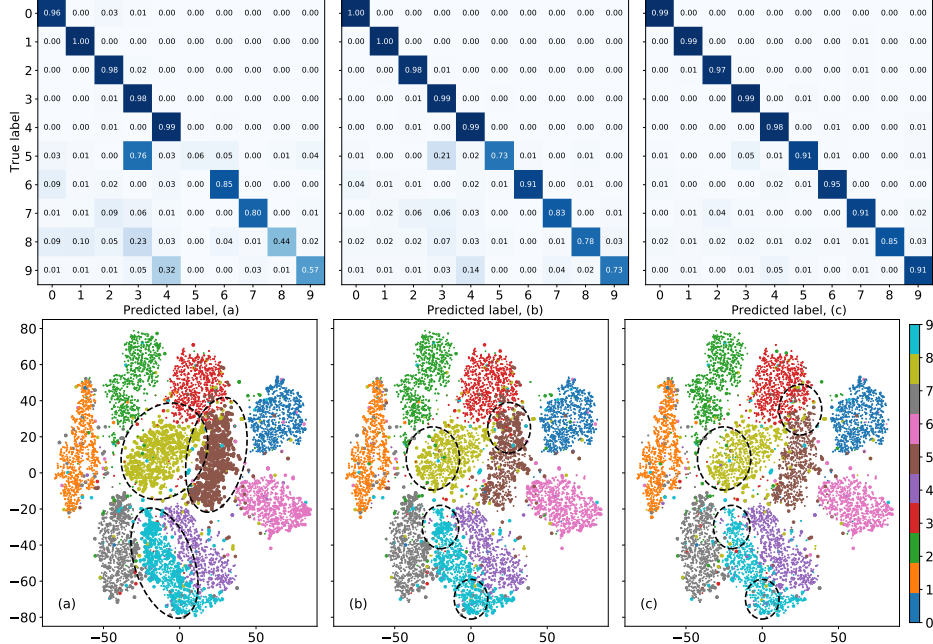 0 0.96 0.00 0.03 0.01 0.00 0.00 0.00 0.00 0.00 0.00 1.00 0.00 0.00 0.00 0.00 0.00 0.00 0.00 0.00 0.00 0.99 0.00 0.00 0.00 0.00 0.00 0.00 0.00 0.00 0.00
1 0.00 1.00 0.00 0.00 0.00 0.00 0.00 0.00 0.00 0.00 0.00 1.00 0.00 0.00 0.00 0.00 0.00 0.00 0.00 0.00 0.00 0.99 0.00 0.00 0.00 0.00 0.00 0.00 0.00 0.00
2 0.00 0.00 0.98 0.02 0.00 0.00 0.00 0.00 0.00 0.00 0.00 0.00 0.98 0.01 0.00 0.00 0.00 0.00 0.00 0.00 0.00 0.01 0.97 0.01 0.00 0.00 0.00 0.00 0.00 0.00
3 0.00 0.00 0.00 0.98 0.01 0.00 0.00 0.00 0.00 0.00 0.00 0.00 0.00 0.99 0.00 0.00 0.00 0.00 0.00 0.00 0.00 0.00 0.00 0.99 0.00 0.01 0.00 0.00 0.00 0.00
4 0.00 0.00 0.00 0.01 0.99 0.00 0.00 0.00 0.00 0.00 0.00 0.00 0.00 0.01 0.99 0.00 0.00 0.00 0.00 0.00 0.00 0.01 0.00 0.00 0.98 0.00 0.01 0.00 0.00 0.00
5 0.03 0.01 0.00 0.76 0.03 0.06 0.05 0.00 0.01 0.04 0.01 0.00 0.00 0.21 0.02 0.73 0.01 0.00 0.01 0.01 0.00 0.00 0.00 0.05 0.01 0.91 0.01 0.00 0.00 0.01
6 0.09 0.01 0.02 0.00 0.03 0.00 0.85 0.00 0.00 0.00 0.04 0.01 0.01 0.00 0.02 0.00 0.91 0.00 0.00 0.00 0.01 0.01 0.00 0.00 0.02 0.01 0.95 0.00 0.00 0.00
7 0.01 0.01 0.09 0.06 0.01 0.00 0.00 0.80 0.00 0.01 0.01 0.02 0.06 0.06 0.03 0.00 0.00 0.83 0.00 0.01 0.01 0.02 0.04 0.01 0.00 0.00 0.00 0.91 0.00 0.01
8 0.09 0.10 0.05 0.23 0.03 0.00 0.04 0.01 0.44 0.02 0.02 0.02 0.02 0.07 0.03 0.01 0.02 0.01 0.78 0.03 0.02 0.01 0.02 0.02 0.02 0.01 0.02 0.01 0.85 0.03
9 0.01 0.01 0.00 0.05 0.32 0.00 0.00 0.03 0.01 0.57 0.01 0.01 0.00 0.04 0.14 0.00 0.00 0.04 0.02 0.73 0.01 0.01 0.00 0.01 0.05 0.01 0.00 0.01 0.00 0.91
True label
0 1 2 3 4 5 6 7 8 9 0 1 2 3 4 5 6 7 8 9 0 1 2 3 4 5 6 7 8 9
Predicted label, (a) Predicted label, (b) Predicted label, (c)
80
60
40
20
0
−20
−40
−60
−80
(a) (b) (c)
−50 0 50 −50 0 50 −50 0 50
9
8
7
6
5
4
3
2
1
0